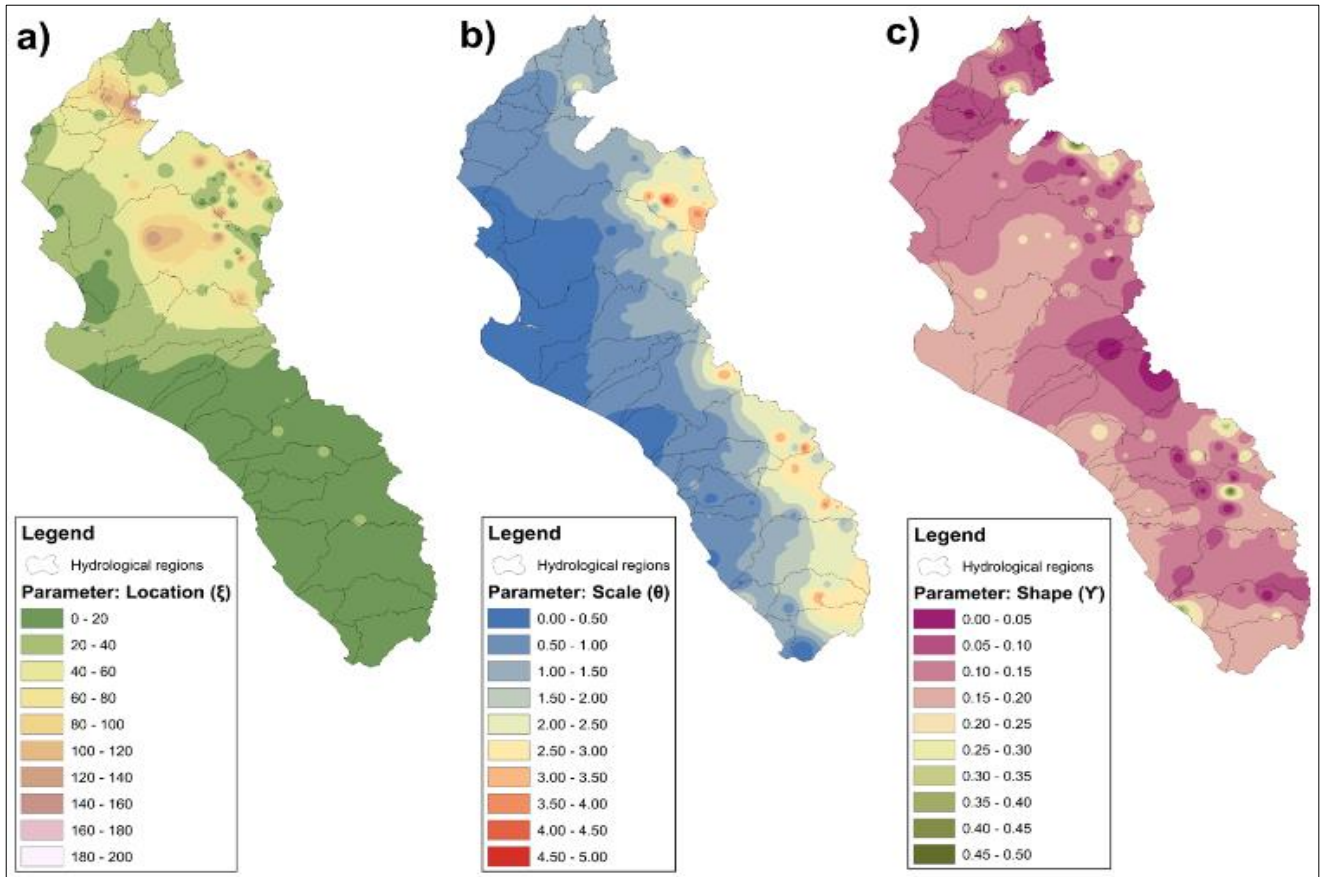 a)
b)
c)
Legend
Hydrological regions
Parameter: Location (ξ)
0 - 20
20 - 40
40 - 60
60 - 80
80 - 100
100 - 120
120 - 140
140 - 160
160 - 180
180 - 200
Legend
Hydrological regions
Parameter: Scale (θ)
0.00 - 0.50
0.50 - 1.00
1.00 - 1.50
1.50 - 2.00
2.00 - 2.50
2.50 - 3.00
3.00 - 3.50
3.50 - 4.00
4.00 - 4.50
4.50 - 5.00
Legend
Hydrological regions
Parameter: Shape (ϒ)
0.00 - 0.05
0.05 - 0.10
0.10 - 0.15
0.15 - 0.20
0.20 - 0.25
0.25 - 0.30
0.30 - 0.35
0.35 - 0.40
0.40 - 0.45
0.45 - 0.50